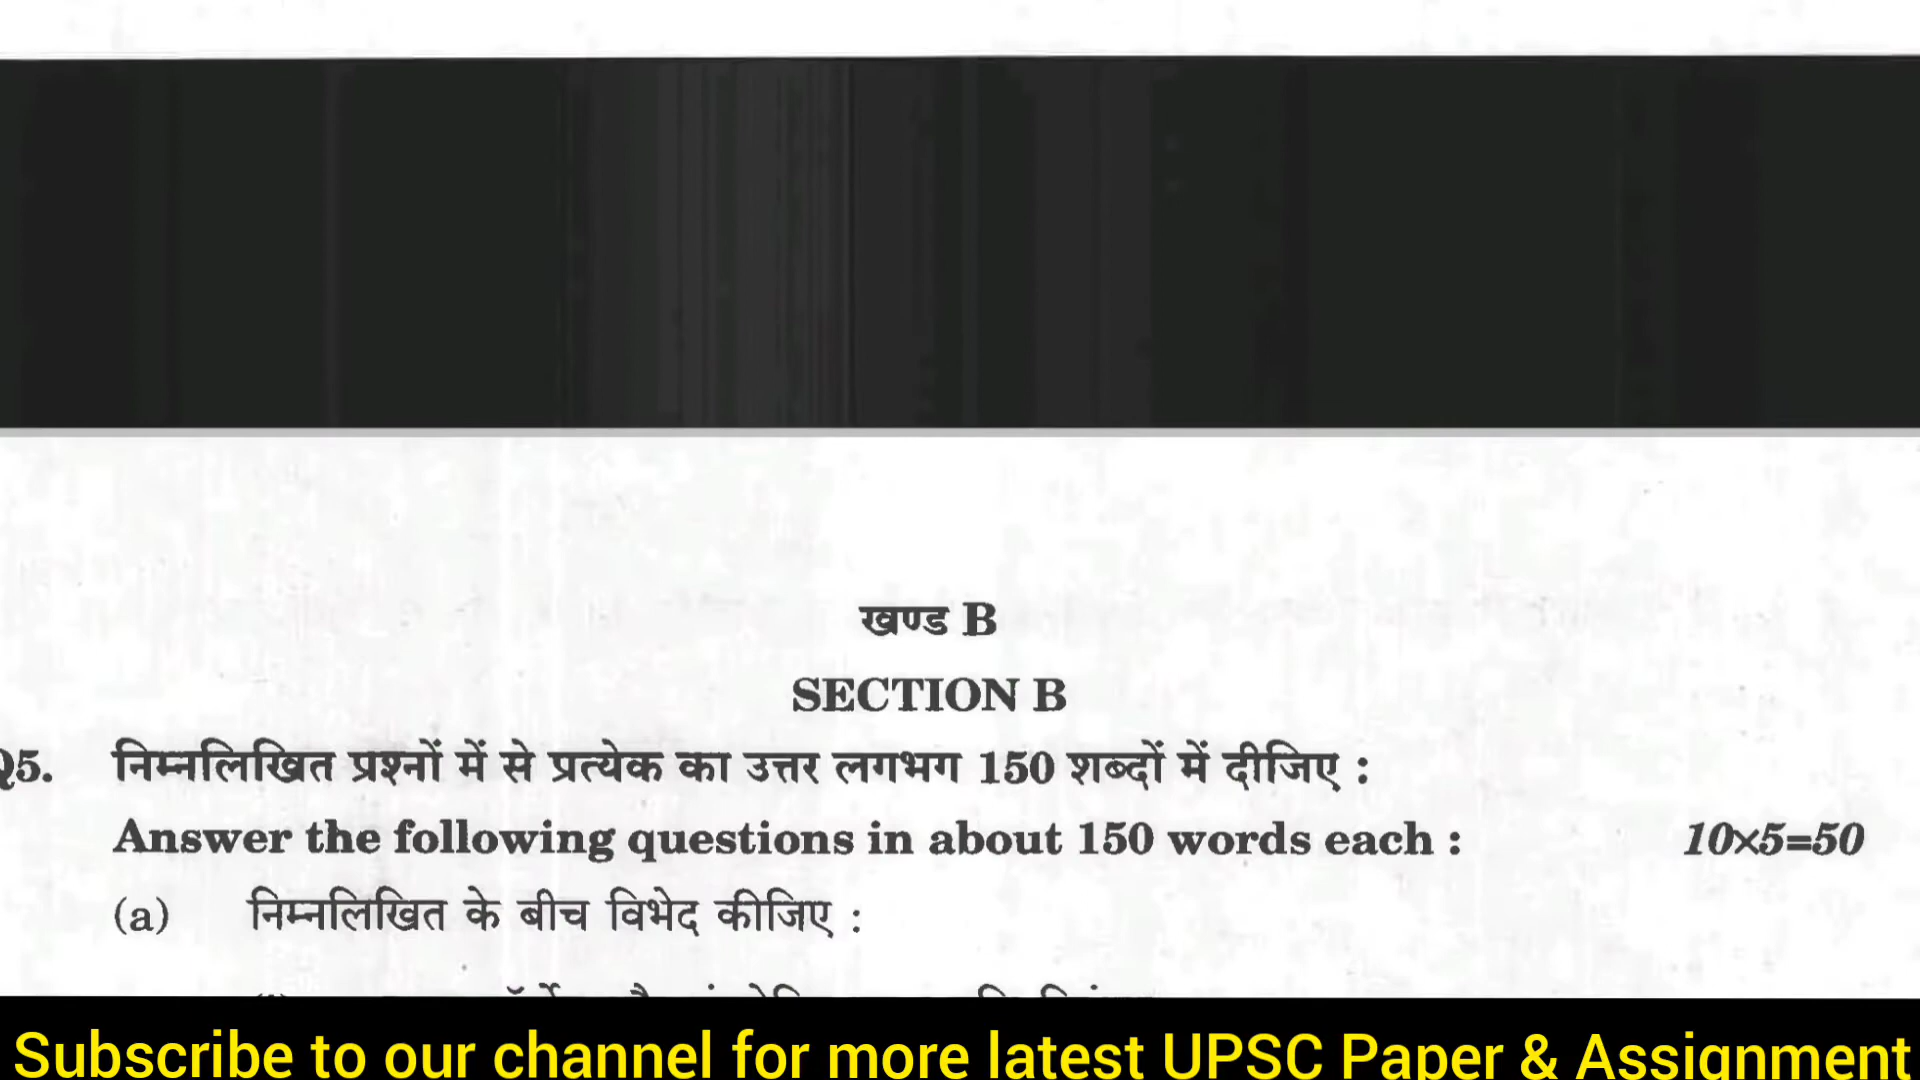 खण्ड B
SECTION B
Q5. निम्नलिखित प्रश्नों में से प्रत्येक का उत्तर लगभग 150 शब्दों में दीजिए :
Answer the following questions in about 150 words each : 10×5=50
(a) निम्नलिखित के बीच विभेद कीजिए :
Subscribe to our channel for more latest UPSC Paper & Assignment